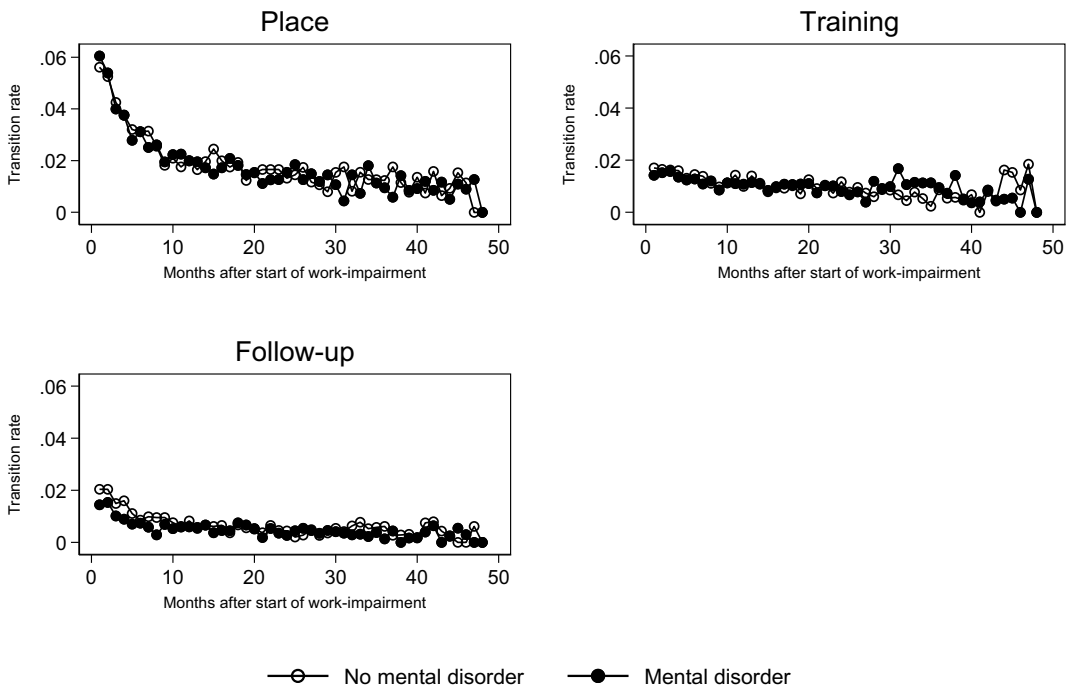 Place
Transition rate
.06
.04
.02
0
0 10 20 30 40 50
Months after start of work-impairment
Training
Transition rate
.06
.04
.02
0
0 10 20 30 40 50
Months after start of work-impairment
Follow-up
Transition rate
.06
.04
.02
0
0 10 20 30 40 50
Months after start of work-impairment
No mental disorder Mental disorder